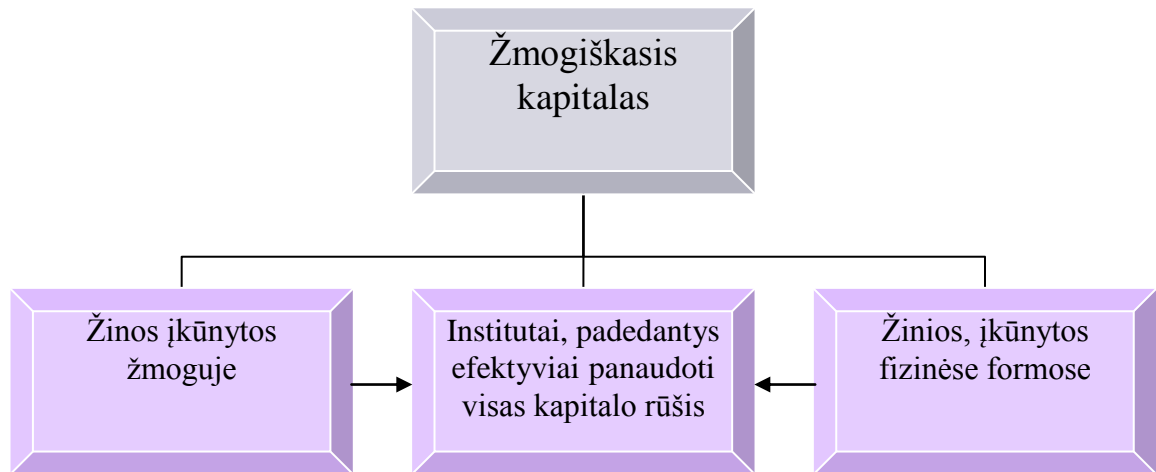 Žmogiškasis
kapitalas
Žinos įkūnytos
žmoguje
Institutai, padedantys
efektyviai panaudoti
visas kapitalo rūšis
Žinios, įkūnytos
fizinėse formose